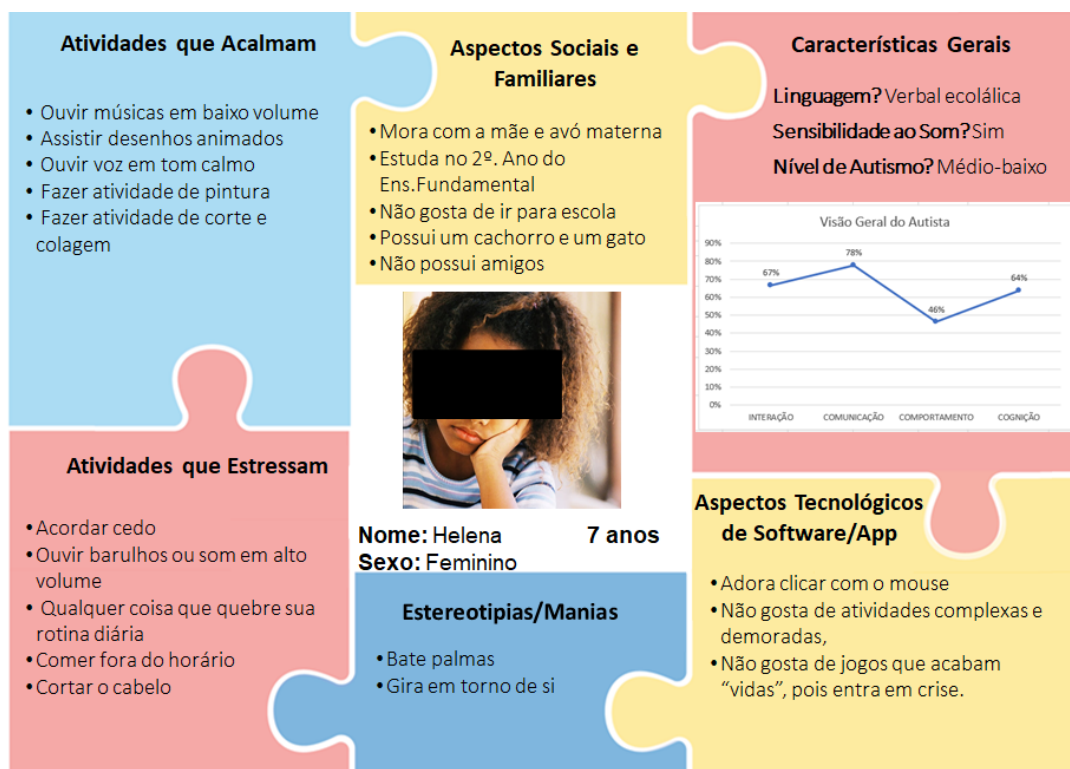 Atividades que Acalmam
• Ouvir músicas em baixo volume
• Assistir desenhos animados
• Ouvir voz em tom calmo
• Fazer atividade de pintura
• Fazer atividade de corte e
colagem
Aspectos Sociais e
Familiares
• Mora com a mãe e avó materna
• Estuda no 2º. Ano do
Ens.Fundamental
• Não gosta de ir para escola
• Possui um cachorro e um gato
• Não possui amigos
Características Gerais
Linguagem? Verbal ecolálica
Sensibilidade ao Som? Sim
Nível de Autismo? Médio-baixo
Visão Geral do Autista
90%
80%
70%
60%
50%
40%
30%
20%
10%
0%
67%
78%
46%
64%
INTERAÇÃO COMUNICAÇÃO COMPORTAMENTO COGNIÇÃO
Atividades que Estressam
• Acordar cedo
• Ouvir barulhos ou som em alto
volume
• Qualquer coisa que quebre sua
rotina diária
• Comer fora do horário
• Cortar o cabelo
Nome: Helena 7 anos
Sexo: Feminino
Estereotipias/Manias
• Bate palmas
• Gira em torno de si
Aspectos Tecnológicos
de Software/App
• Adora clicar com o mouse
• Não gosta de atividades complexas e
demoradas,
• Não gosta de jogos que acabam
“vidas”, pois entra em crise.